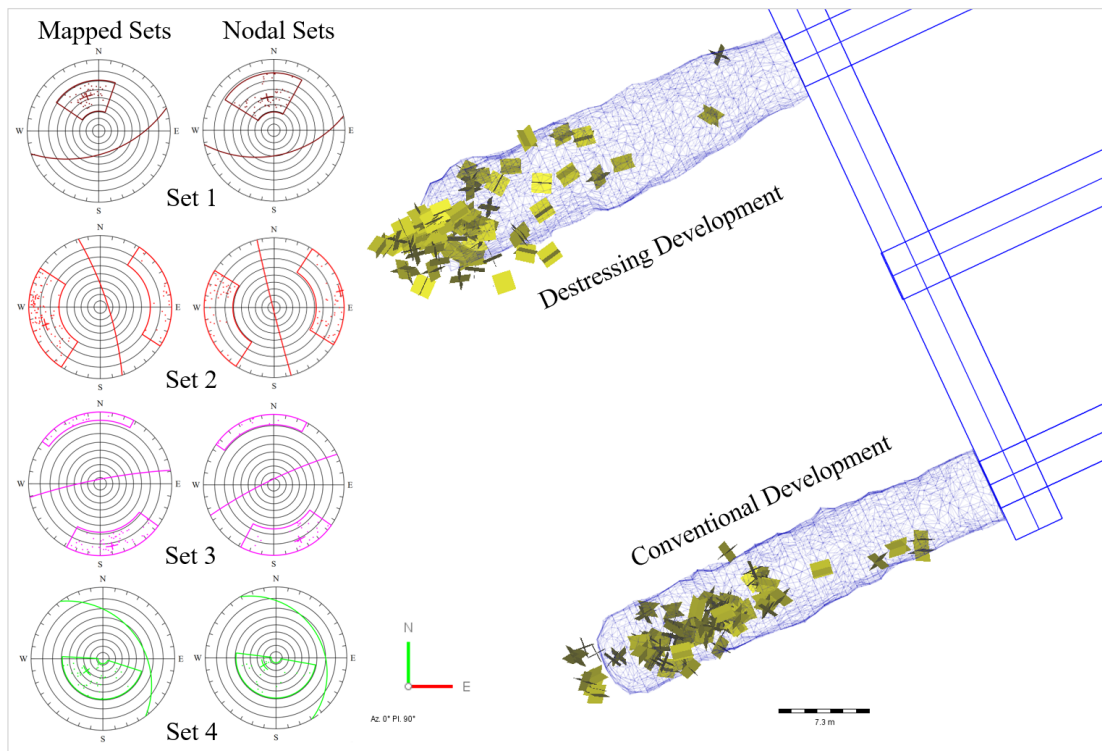 Mapped Sets
Nodal Sets
N
N
W
E
W
E
S
S
Set 1
N
N
W
E
W
E
S
S
Set 2
N
N
W
E
W
E
S
S
Set 3
N
N
W
E
W
E
S
S
Set 4
Destressing Development
Conventional Development
N
E
Az. 0° Pl. 90°
7.3 m